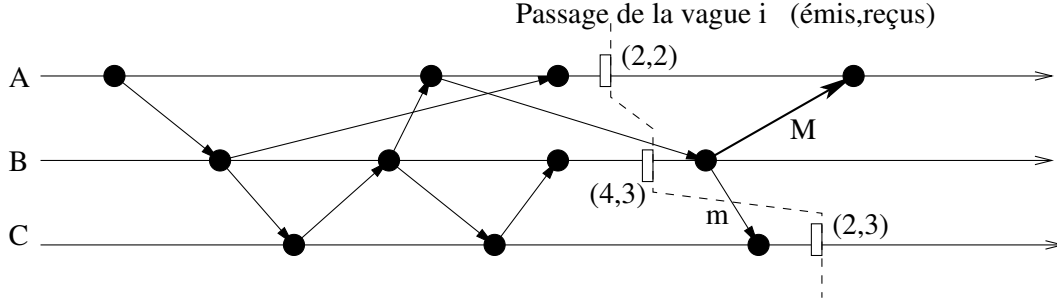 Passage de la vague i (émis,reçus)
A
(2,2)
M
B
(4,3)
m
C
(2,3)